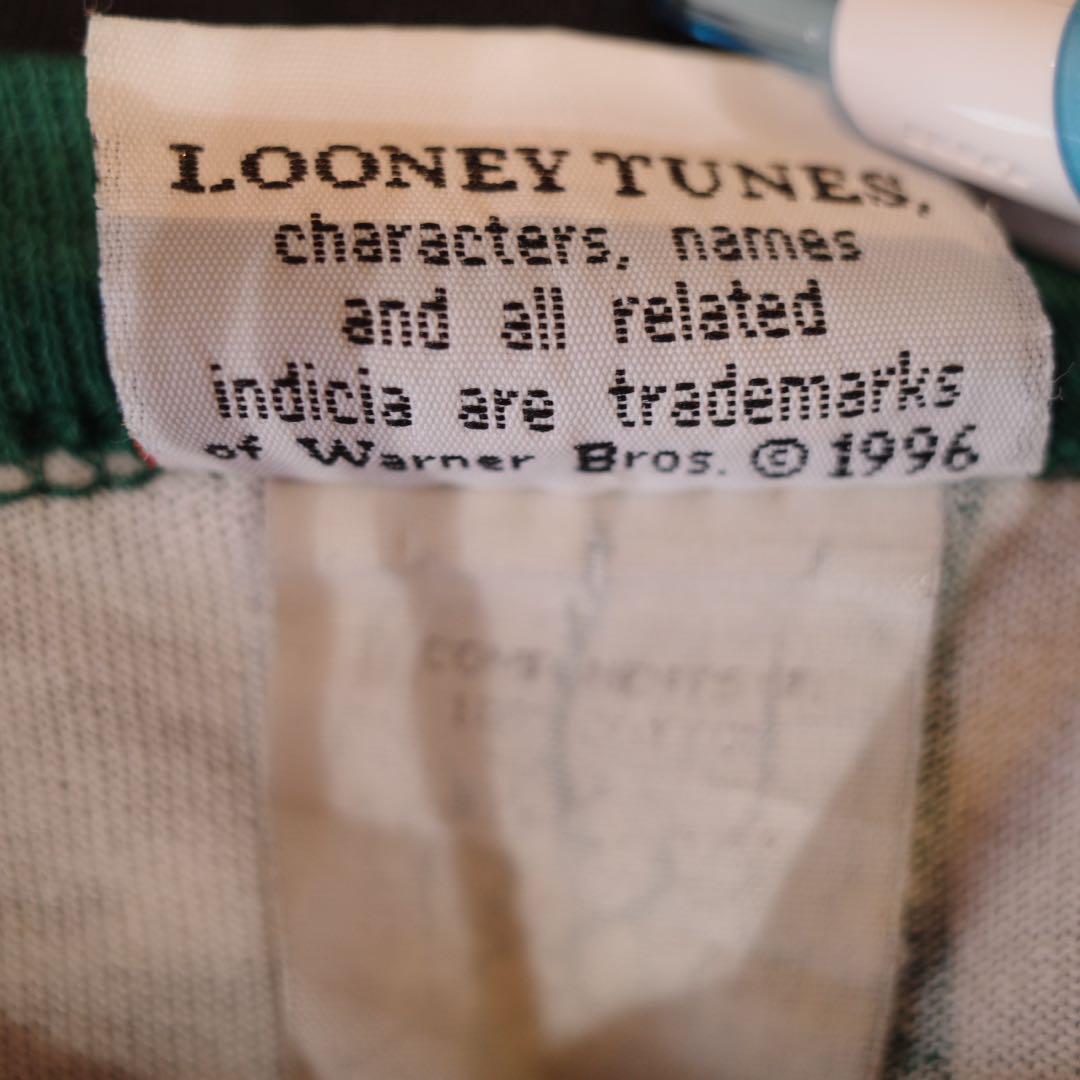 LOONEY TUNES,
characters, names
and all related
indicia are trademarks
of Warner Bros. © 1996